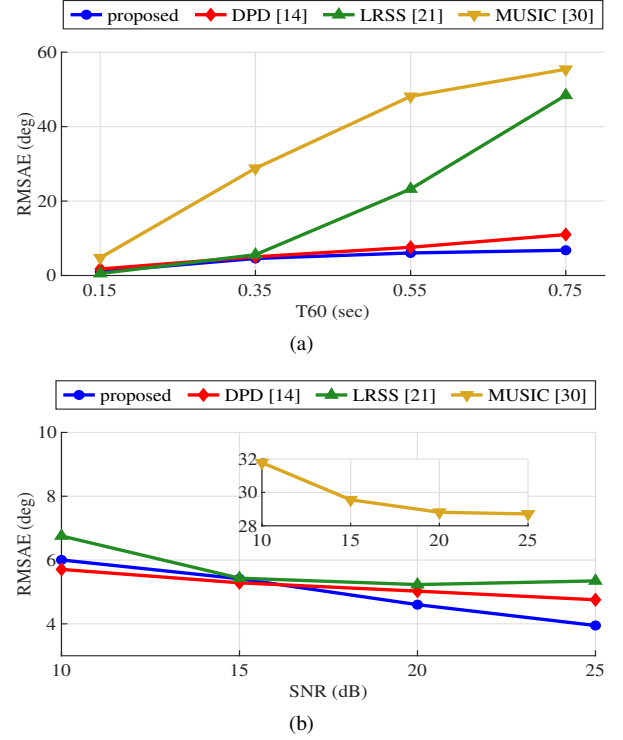 proposed DPD [14] LRSS [21] MUSIC [30]
60
40
20
0
RMSAE (deg)
0.15 0.35 0.55 0.75
T60 (sec)
(a)
proposed DPD [14] LRSS [21] MUSIC [30]
10
8
6
4
RMSAE (deg)
32
30
28
10 15 20 25
10 15 20 25
SNR (dB)
(b)